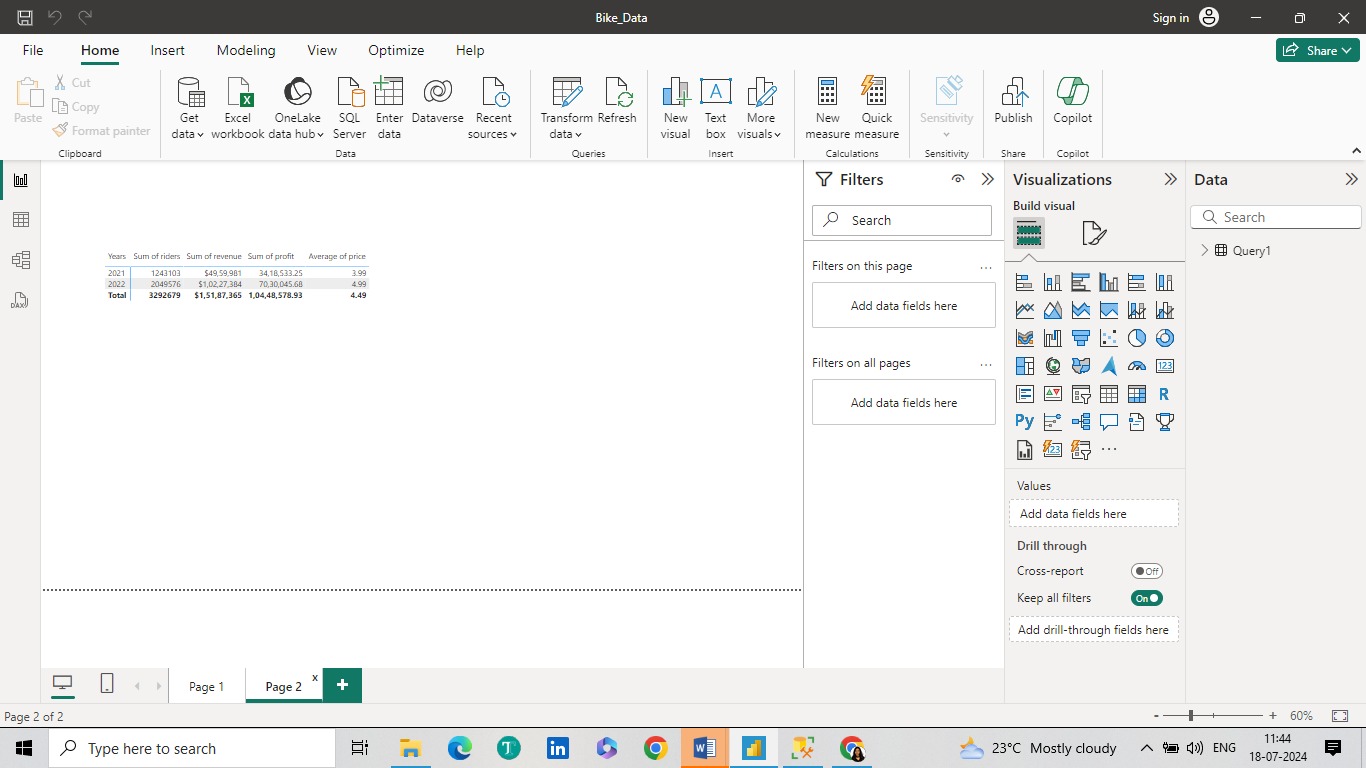 Bike_Data
Sign in
File Home Insert Modeling View Optimize Help
Share
Paste
Cut
Copy
Format painter
Clipboard
Get data
Excel workbook
OneLake data hub
SQL Server
Enter data
Dataverse
Recent sources
Data
Transform data
Refresh
Queries
New visual
Text box
More visuals
Insert
New measure
Quick measure
Calculations
Sensitivity
Sensitivity
Publish
Share
Copilot
Copilot
Years Sum of riders Sum of revenue Sum of profit Average of price
2021 1243103 $49,59,981 34,18,533.25 3.99
2022 2049576 $1,02,27,384 70,30,045.68 4.99
Total 3292679 $1,51,87,365 1,04,48,578.93 4.49
Filters
Search
Filters on this page ...
Add data fields here
Filters on all pages ...
Add data fields here
Visualizations
Build visual
123
R
Py
123
...
Values
Add data fields here
Drill through
Cross-report Off
Keep all filters On
Add drill-through fields here
Data
Search
Query1
Page 1
Page 2 x
+
Page 2 of 2
- + 60%
Type here to search
23°C Mostly cloudy
ENG
11:44
18-07-2024